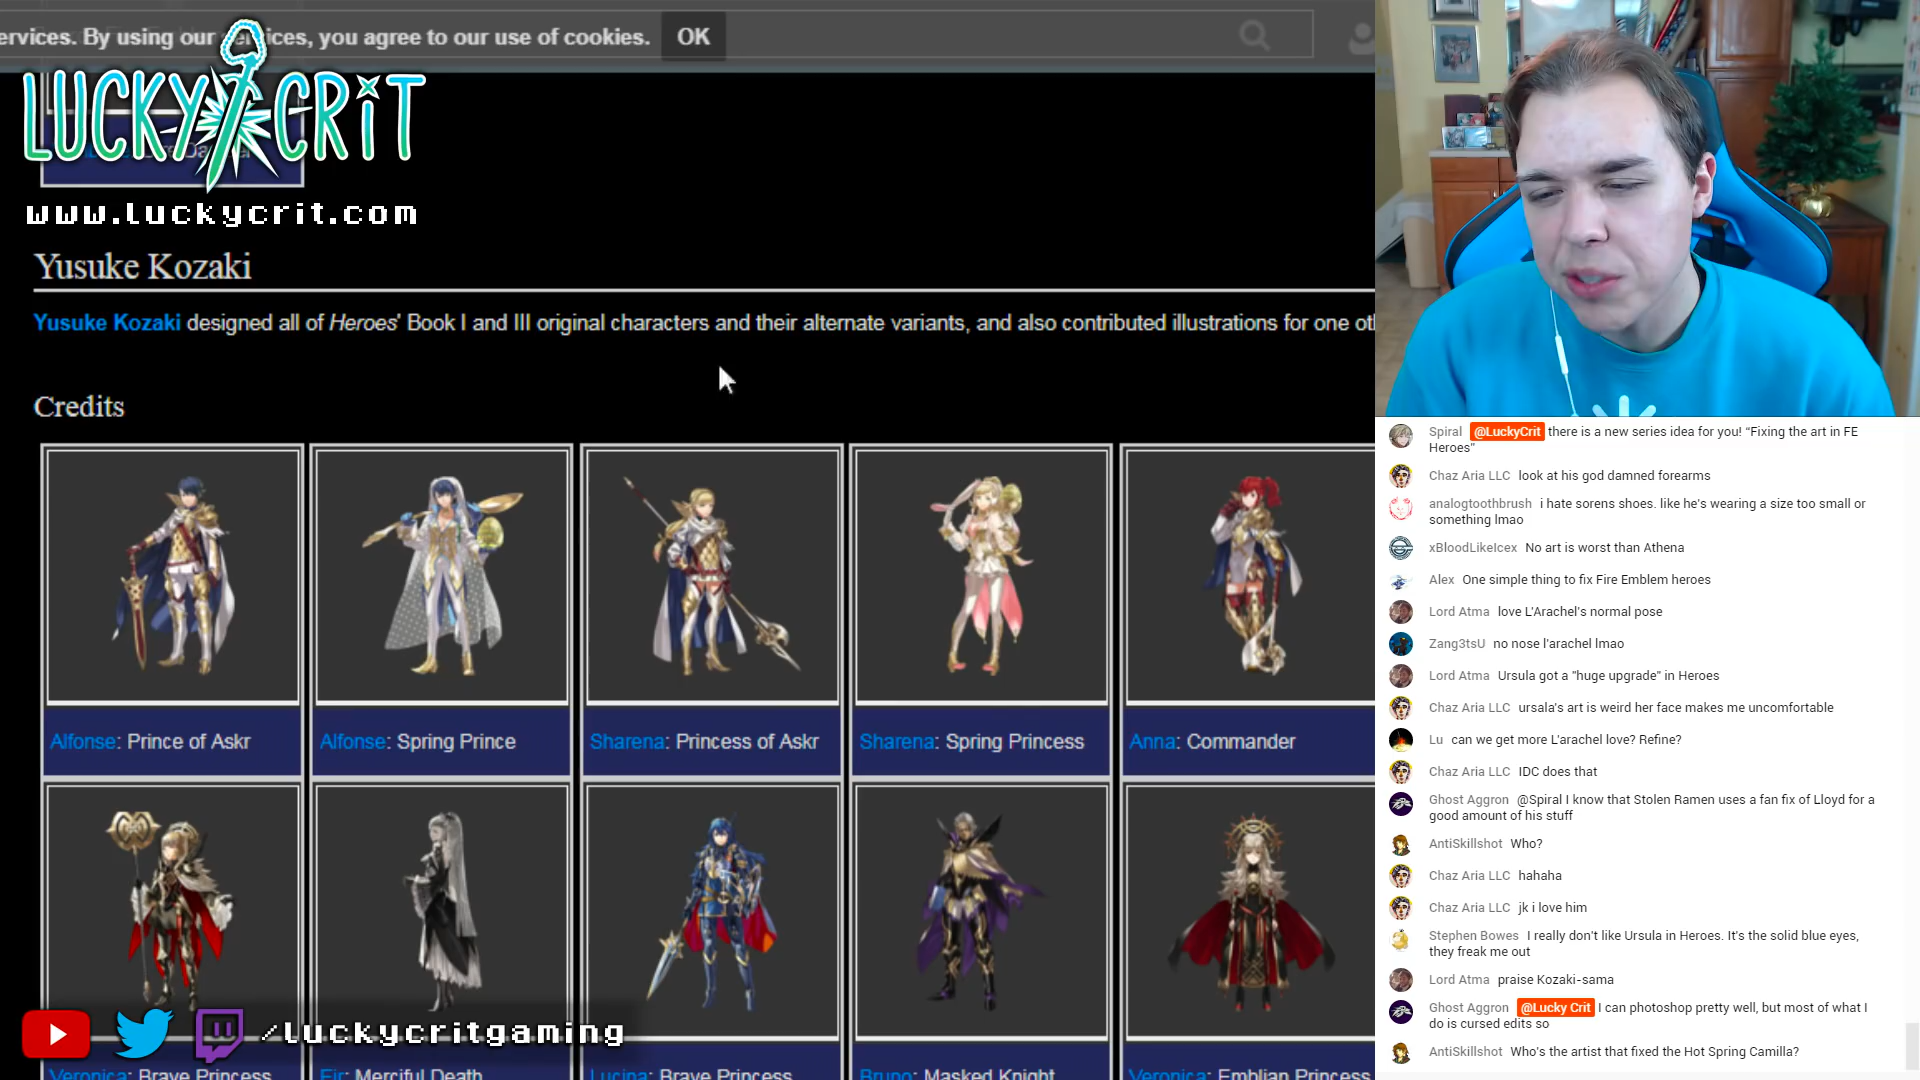 ervices. By using our services, you agree to our use of cookies.
OK
LUCKY CRIT
www.luckycrit.com
Yusuke Kozaki
Yusuke Kozaki designed all of Heroes' Book I and III original characters and their alternate variants, and also contributed illustrations for one ot
Credits
Alfonse: Prince of Askr
Alfonse: Spring Prince
Sharena: Princess of Askr
Sharena: Spring Princess
Anna: Commander
Veronica: Brave Princess
Eir: Merciful Death
Lucina: Brave Princess
Bruno: Masked Knight
Veronica: Emblian Princess
/luckycritgaming
Spiral @LuckyCrit there is a new series idea for you! “Fixing the art in FE
Heroes”
Chaz Aria LLC look at his god damned forearms
analogtoothbrush i hate sorens shoes. like he's wearing a size too small or
something lmao
xBloodLikeIcex No art is worst than Athena
Alex One simple thing to fix Fire Emblem heroes
Lord Atma love L'Arachel's normal pose
Zang3tsU no nose l'arachel lmao
Lord Atma Ursula got a "huge upgrade" in Heroes
Chaz Aria LLC ursala's art is weird her face makes me uncomfortable
Lu can we get more L'arachel love? Refine?
Chaz Aria LLC IDC does that
Ghost Aggron @Spiral I know that Stolen Ramen uses a fan fix of Lloyd for a
good amount of his stuff
AntiSkillshot Who?
Chaz Aria LLC hahaha
Chaz Aria LLC jk i love him
Stephen Bowes I really don't like Ursula in Heroes. It's the solid blue eyes,
they freak me out
Lord Atma praise Kozaki-sama
Ghost Aggron @Lucky Crit I can photoshop pretty well, but most of what I
do is cursed edits so
AntiSkillshot Who's the artist that fixed the Hot Spring Camilla?